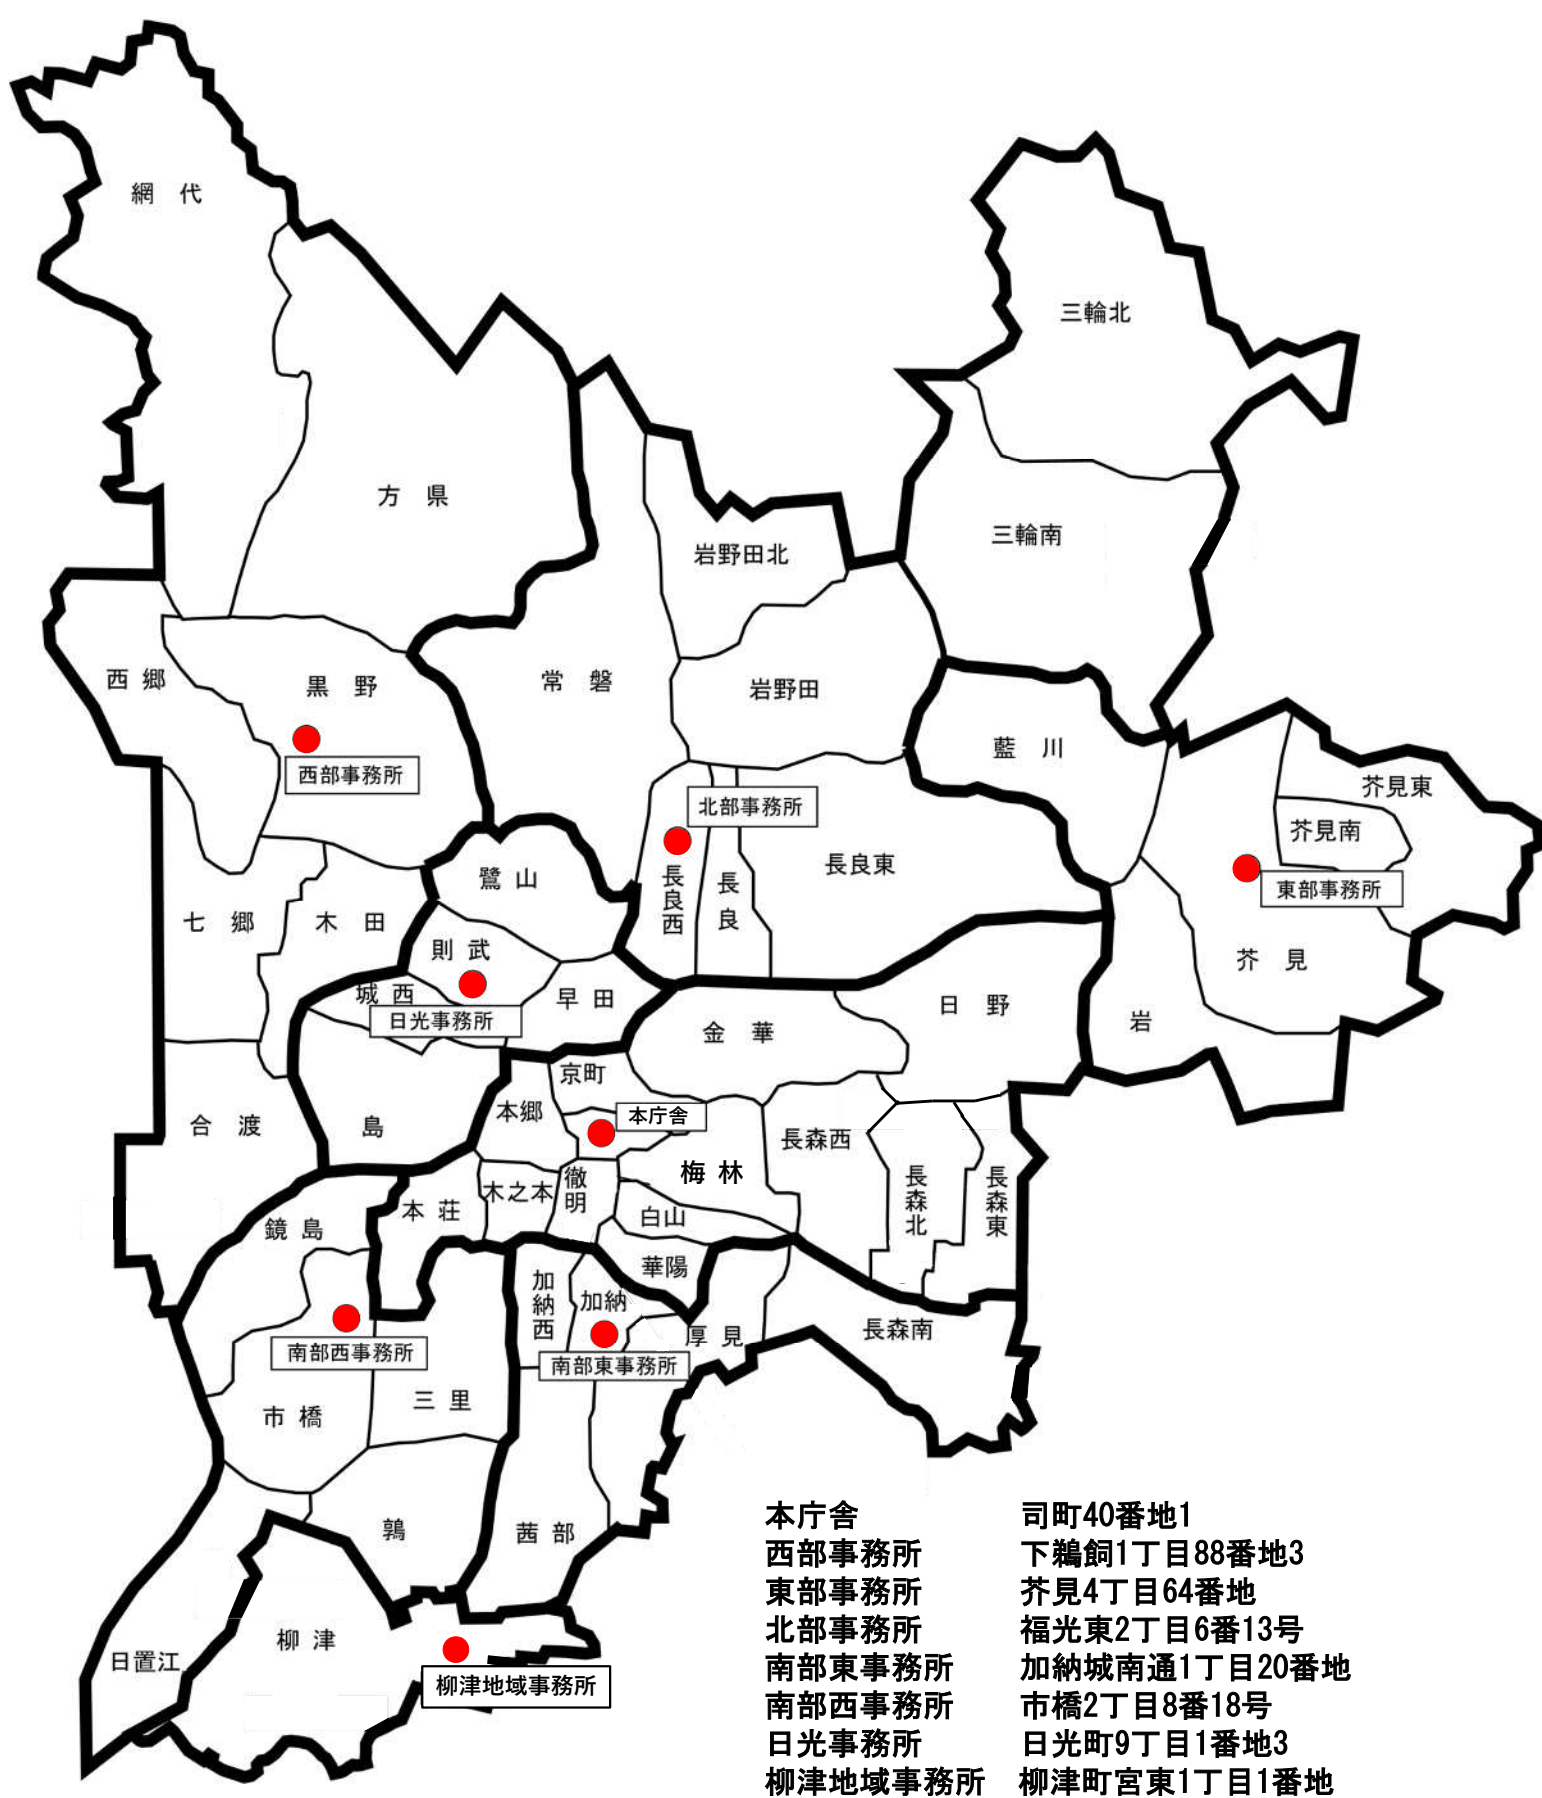 網 代
三輪北
方 県
三輪南
岩野田北
西 郷
黒 野
常 磐
岩野田
藍 川
西部事務所
芥見東
北部事務所
芥見南
鷺 山
長良西
長良
長良東
東部事務所
七 郷
木 田
則 武
芥 見
城 西
早 田
日 野
日光事務所
金 華
岩
京町
合 渡
島
本郷
本庁舎
長森西
梅 林
木之本
徹明
本 荘
長森北
長森東
鏡 島
白山
華陽
加納西
加納
南部西事務所
厚 見
長森南
南部東事務所
市 橋
三 里
鶉
茜 部
柳 津
日置江
柳津地域事務所
本庁舎 司町40番地1
西部事務所 下鵜飼1丁目88番地3
東部事務所 芥見4丁目64番地
北部事務所 福光東2丁目6番13号
南部東事務所 加納城南通1丁目20番地
南部西事務所 市橋2丁目8番18号
日光事務所 日光町9丁目1番地3
柳津地域事務所 柳津町宮東1丁目1番地